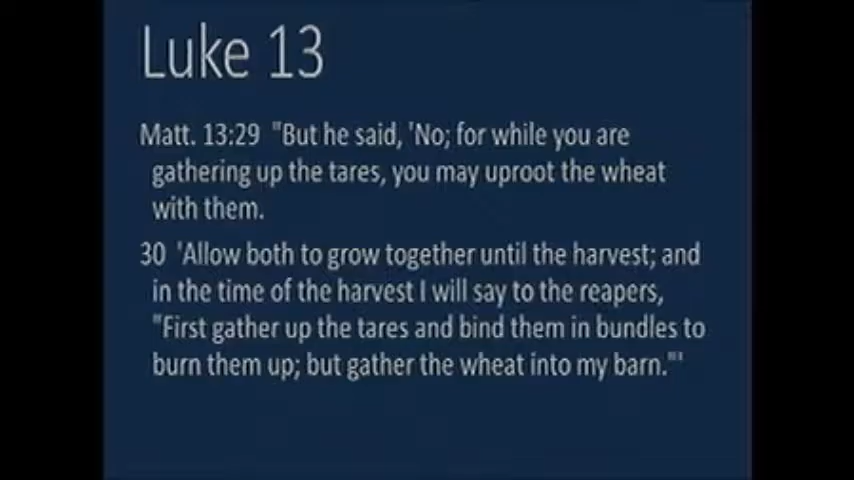 Luke 13
Matt. 13:29 "But he said, 'No; for while you are
gathering up the tares, you may uproot the wheat
with them.
30 'Allow both to grow together until the harvest; and
in the time of the harvest I will say to the reapers,
"First gather up the tares and bind them in bundles to
burn them up; but gather the wheat into my barn."'